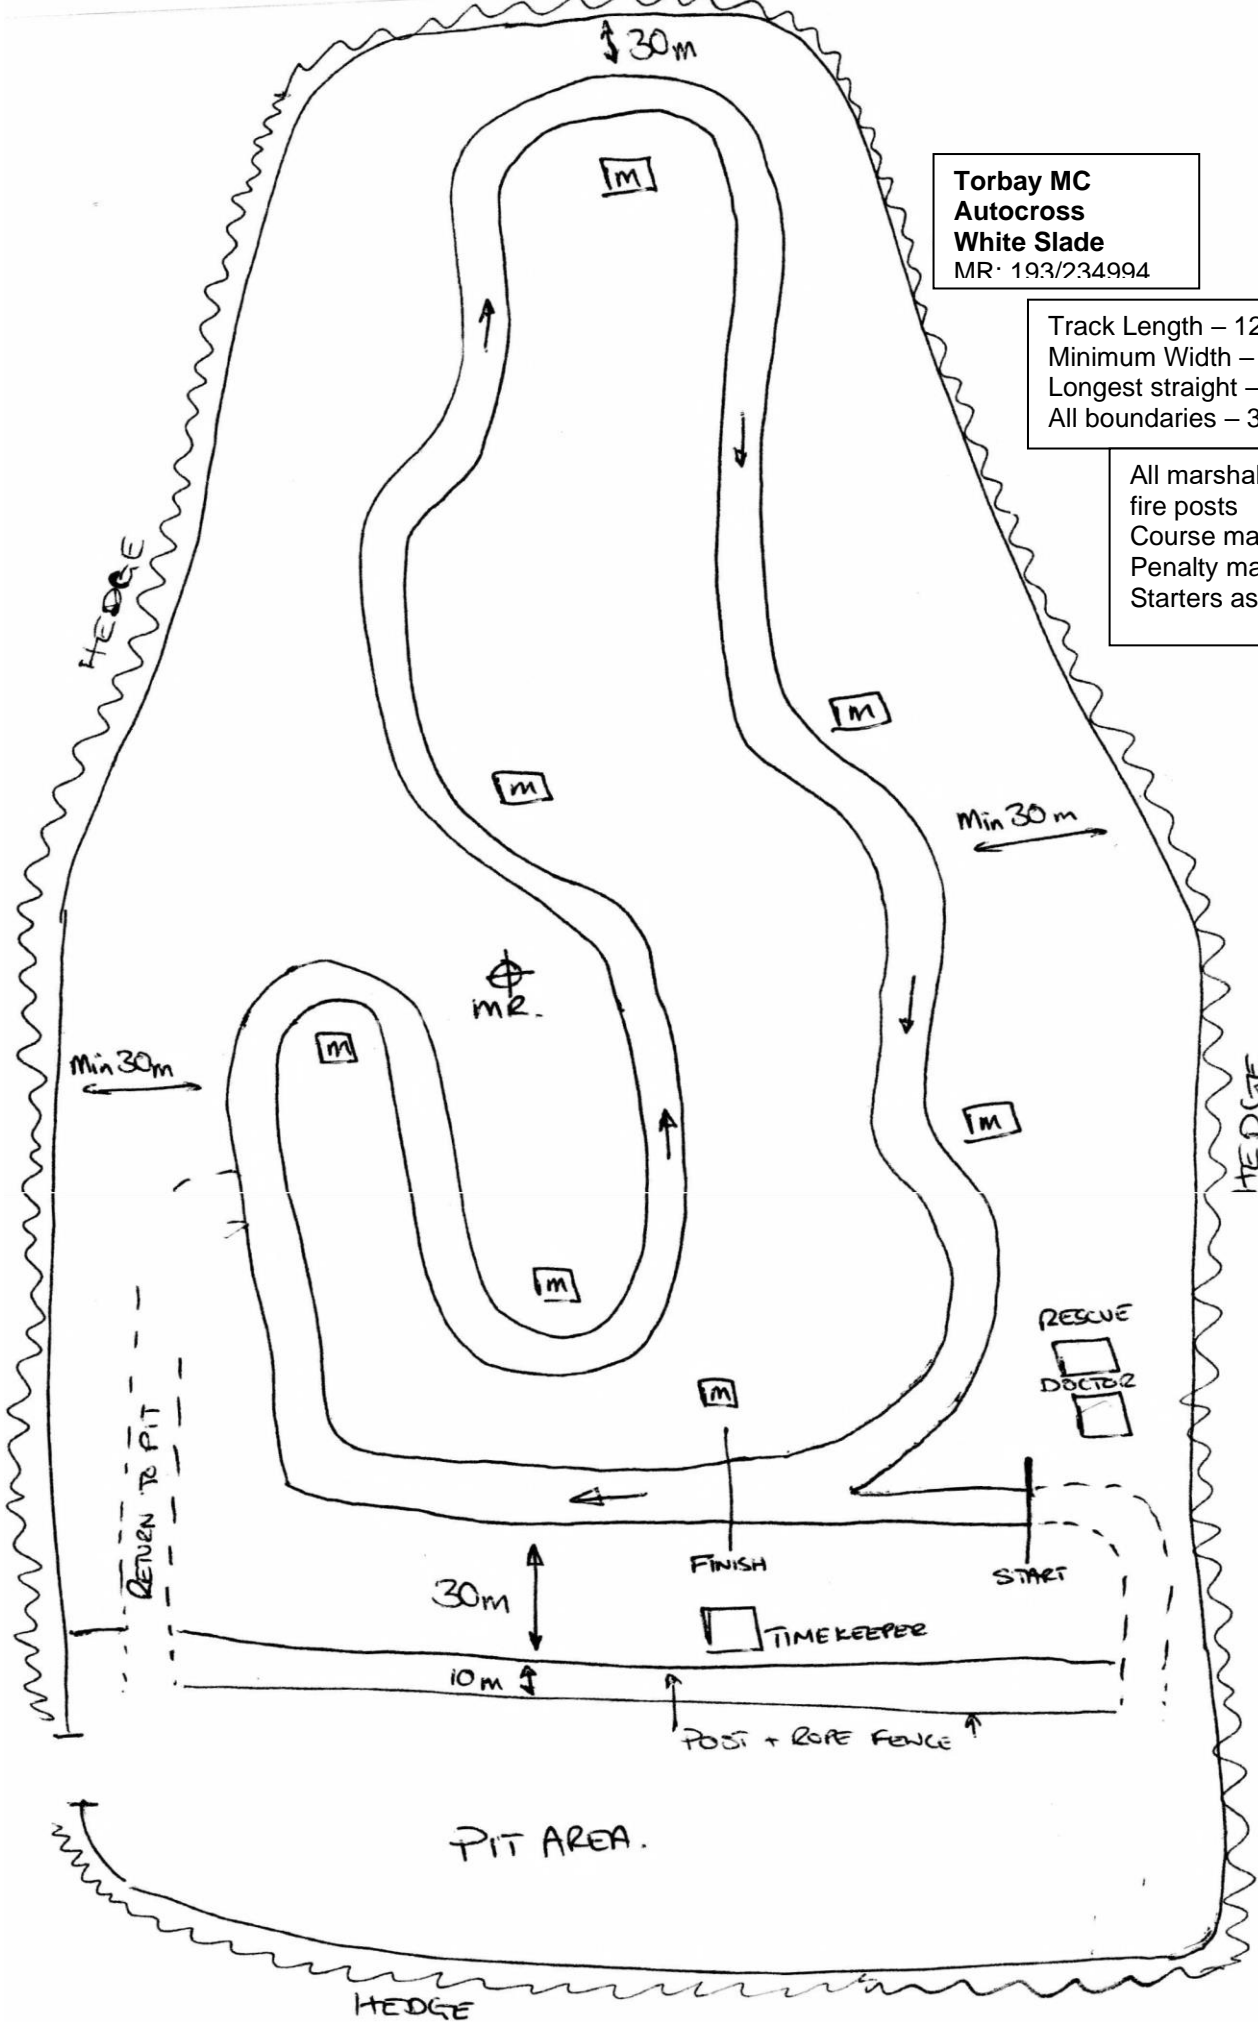 30m
m
Torbay MC
Autocross
White Slade
MR: 193/234994
Track Length – 12
Minimum Width –
Longest straight –
All boundaries – 3
All marshal
fire posts
Course ma
Penalty ma
Starters as
HEDGE
m
m
Min 30m
MR.
m
Min 30m
m
HEDGE
m
RESCUE
DOCTOR
m
RETURN TO PIT
FINISH
START
30m
TIMEKEEPER
10m
POST + ROPE FENCE
PIT AREA.
HEDGE